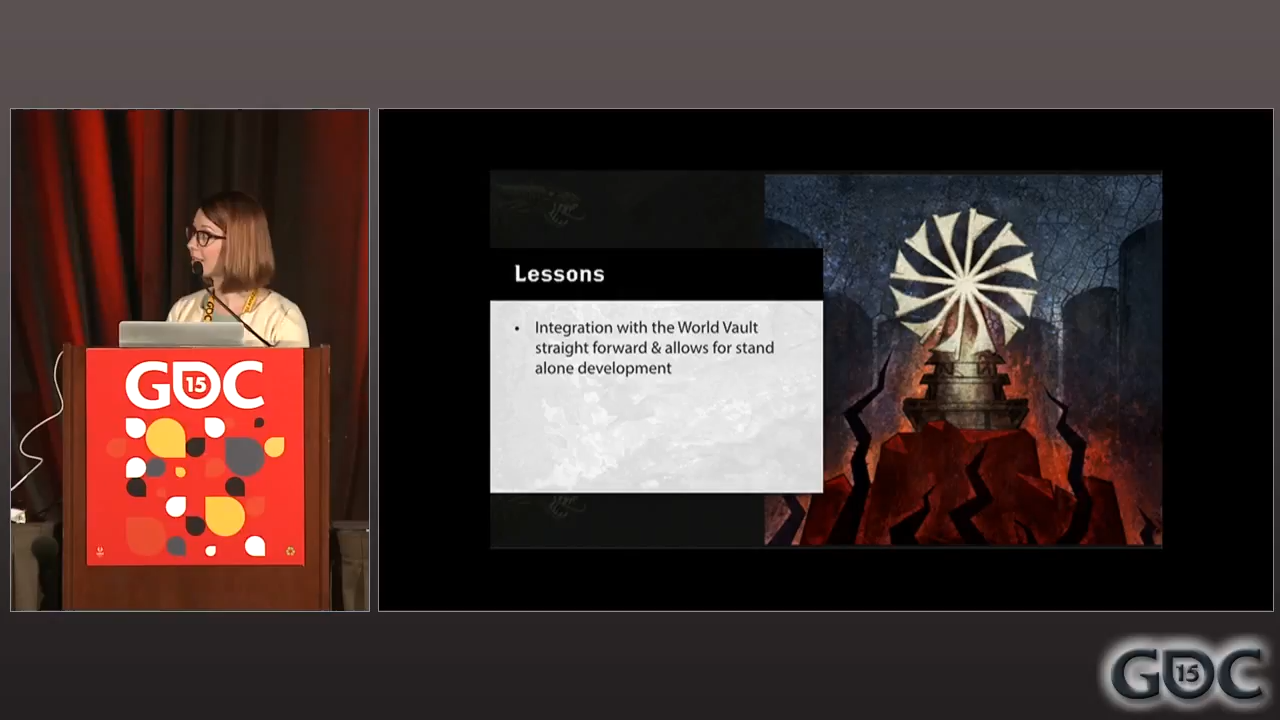 GDC
15
Lessons
• Integration with the World Vault
straight forward & allows for stand
alone development
GDC
15